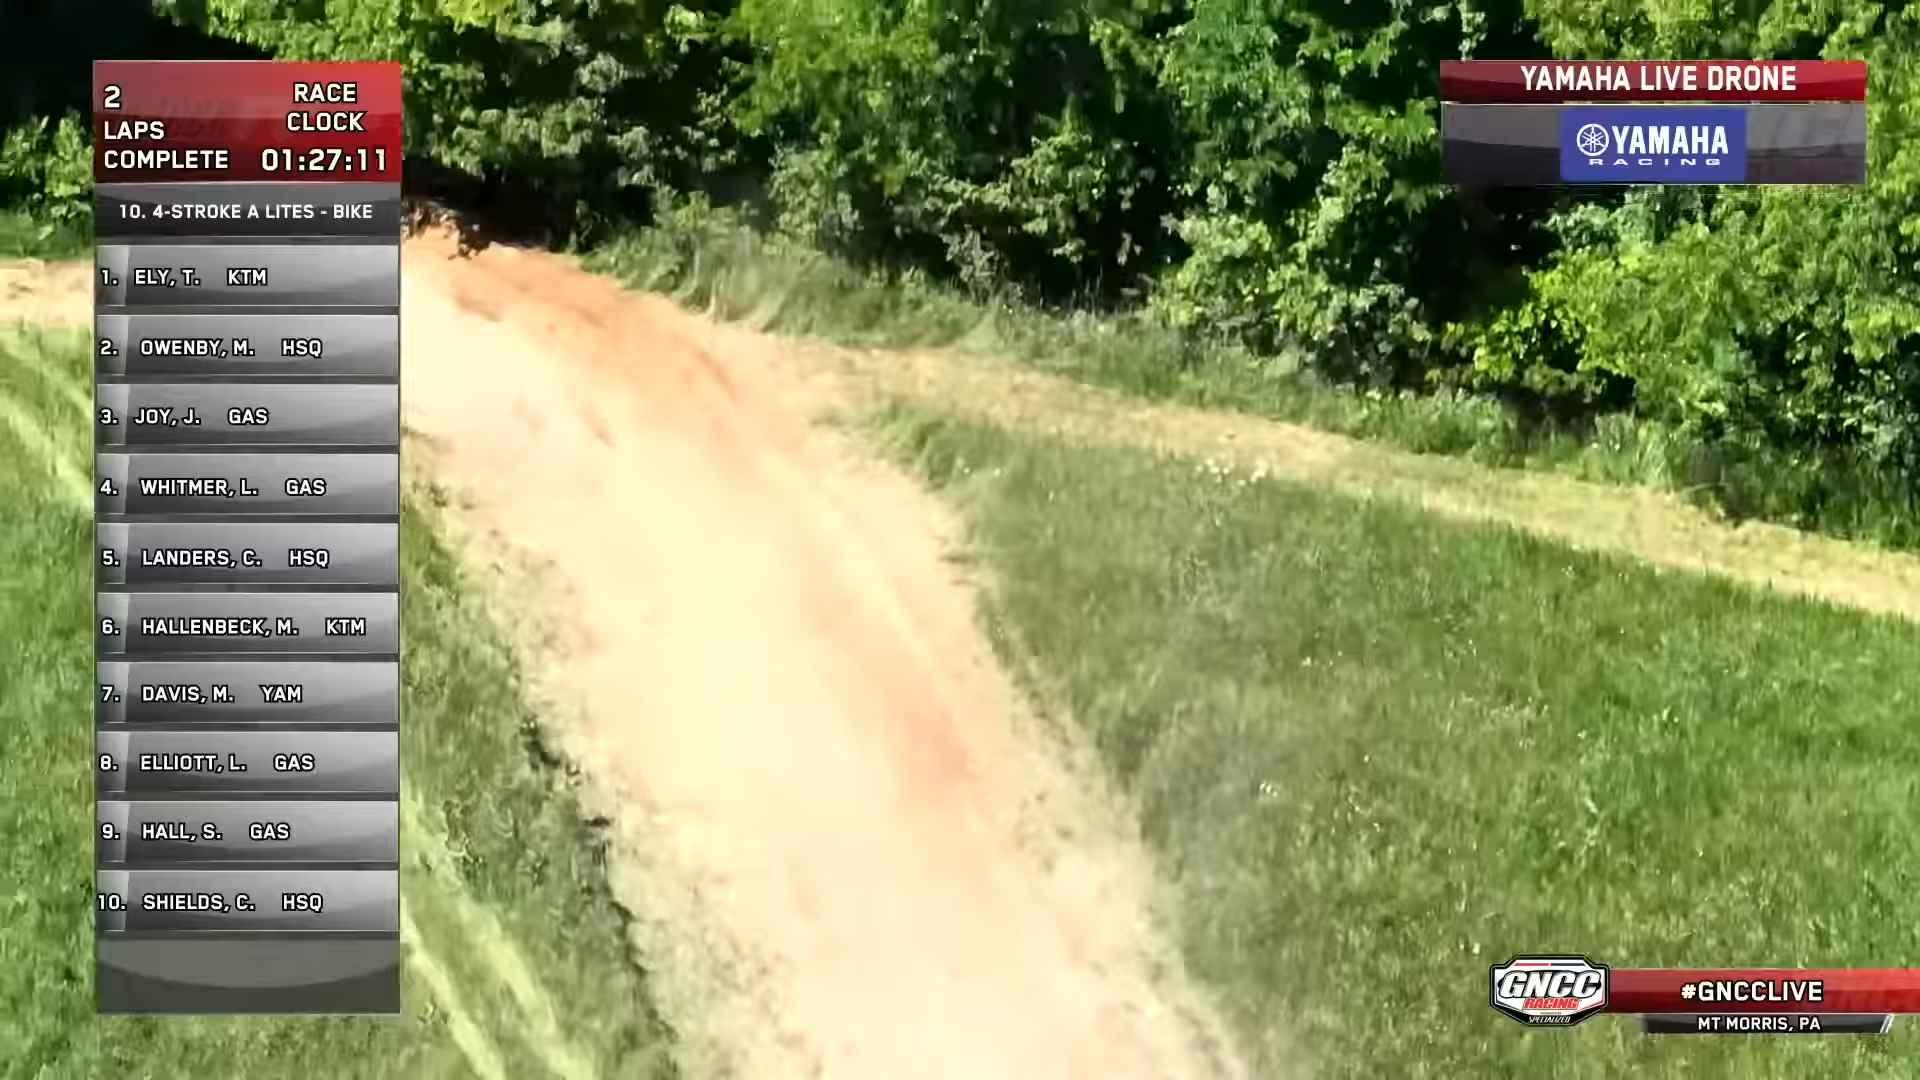 2
LAPS
COMPLETE
RACE
CLOCK
01:27:11
10. 4-STROKE A LITES - BIKE
1. ELY, T. KTM
2. OWENBY, M. HSQ
3. JOY, J. GAS
4. WHITMER, L. GAS
5. LANDERS, C. HSQ
6. HALLENBECK, M. KTM
7. DAVIS, M. YAM
8. ELLIOTT, L. GAS
9. HALL, S. GAS
10. SHIELDS, C. HSQ
YAMAHA LIVE DRONE
YAMAHA
RACING
GNCC
RACING
SPECIALIZED
#GNCCLIVE
MT MORRIS, PA